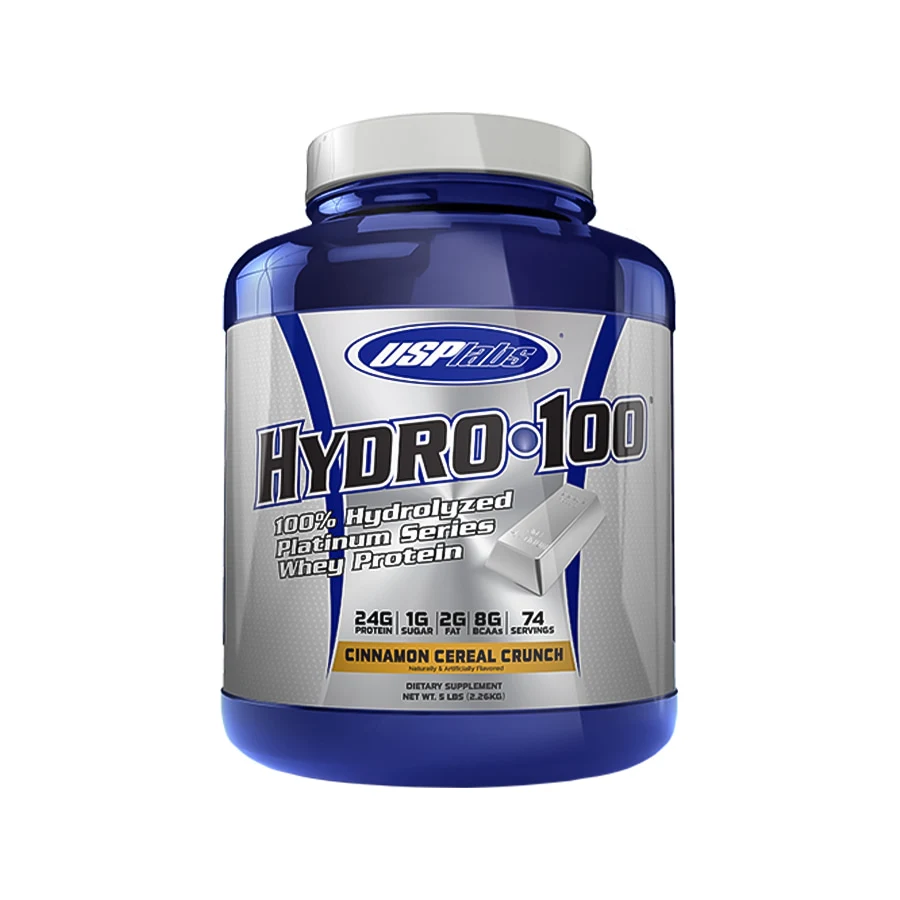 USPlabs®
HYDRO•100
100% Hydrolyzed
Platinum Series
Whey Protein
24G PROTEIN | 1G SUGAR | 2G FAT | 8G BCAAs | 74 SERVINGS
CINNAMON CEREAL CRUNCH
Naturally & Artificially Flavored
DIETARY SUPPLEMENT
NET WT. 5 LBS (2.26KG)